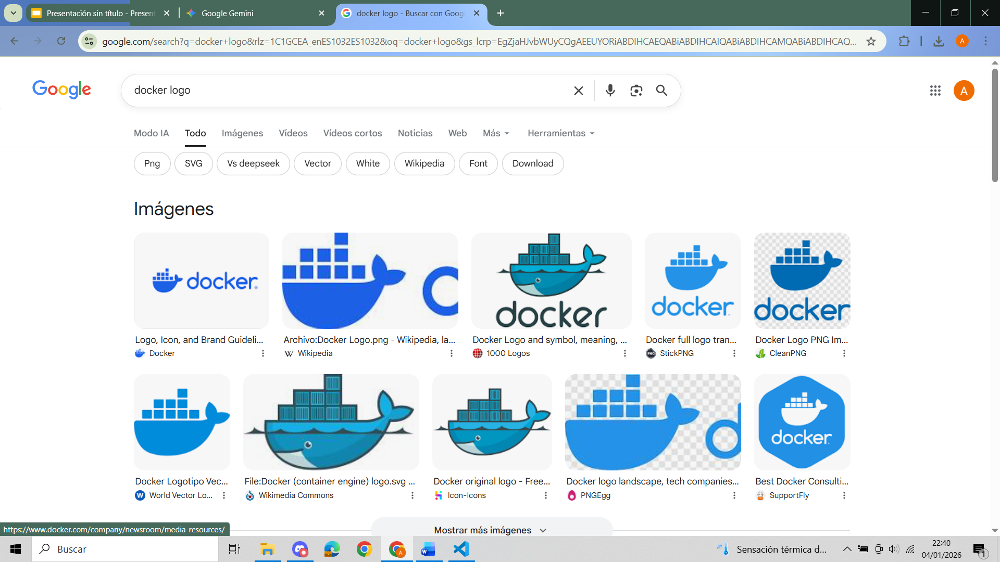 Presentación sin título - Present
Google Gemini
docker logo - Buscar con Goog
google.com/search?q=docker+logo&rlz=1C1GCEA_enES1032ES1032&oq=docker+logo&gs_lcrp=EgZjaHJvbWUyCQgAEEUYORiABDIHCAEQABiABDIHCAIQABiABDIHCAMQABiABDIHCAQ...
A
Google
docker logo
A
Modo IA
Todo
Imágenes
Vídeos
Vídeos cortos
Noticias
Web
Más
Herramientas
Png
SVG
Vs deepseek
Vector
White
Wikipedia
Font
Download
Imágenes
docker
docker
docker
docker
Logo, Icon, and Brand Guideli...
Docker
Archivo:Docker Logo.png - Wikipedia, la...
Wikipedia
Docker Logo and symbol, meaning, ...
1000 Logos
Docker full logo tran...
StickPNG
Docker Logo PNG Im...
CleanPNG
docker
Docker Logotipo Vec...
World Vector Lo...
File:Docker (container engine) logo.svg ...
Wikimedia Commons
Docker original logo - Free...
Icon-Icons
Docker logo landscape, tech companies...
PNGEgg
Best Docker Consulti...
SupportFly
Mostrar más imágenes
https://www.docker.com/company/newsroom/media-resources/
Buscar
Sensación térmica d...
22:40
04/01/2026
1